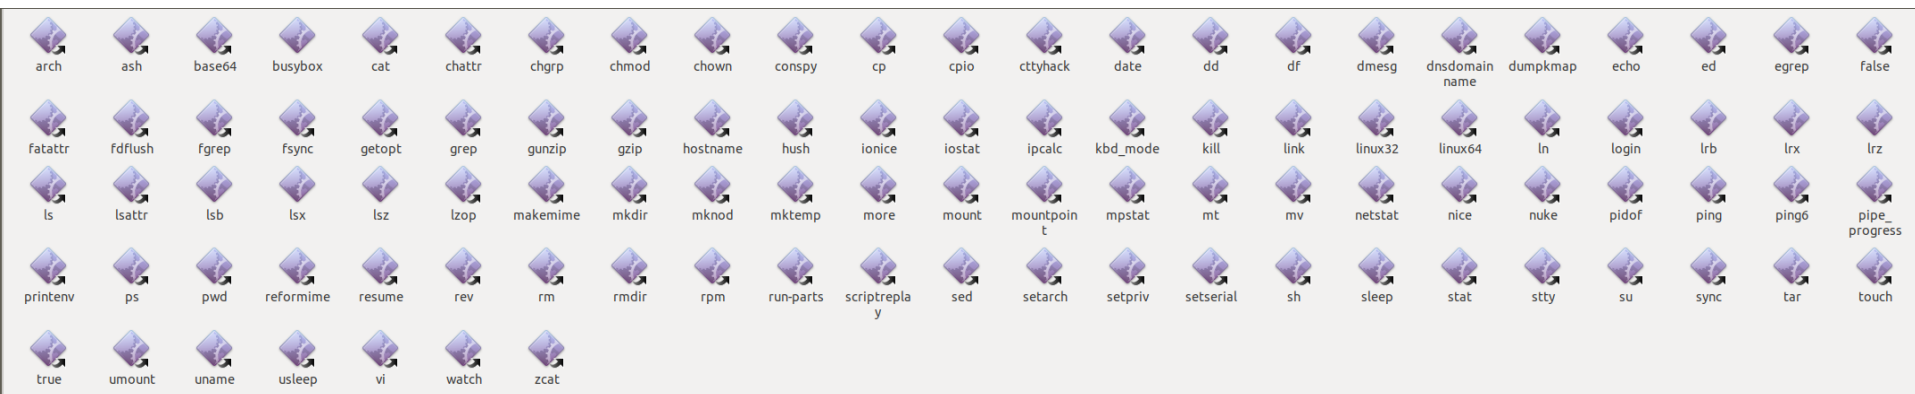 arch ash base64 busybox cat chattr chgrp chmod chown conspy cp cpio cttyhack date dd df dmesg dnsdomain dumpkmap echo ed egrep false
name
fatattr fdflush fgrep fsync getopt grep gunzip gzip hostname hush ionice iostat ipcalc kbd_mode kill link linux32 linux64 ln login lrb lrx lrz
ls lsattr lsb lsx lsz lzop makemime mkdir mknod mktemp more mount mountpoin mpstat mt mv netstat nice nuke pidof ping ping6 pipe_
t progress
printenv ps pwd reformime resume rev rm rmdir rpm run-parts scriptrepla sed setarch setpriv setserial sh sleep stat stty su sync tar touch
y
true umount uname usleep vi watch zcat